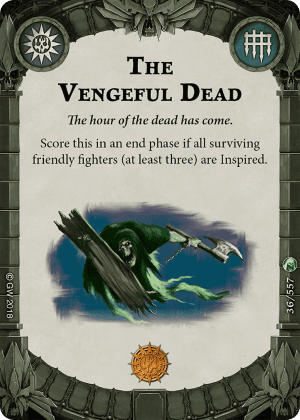 The
Vengeful Dead
The hour of the dead has come.
Score this in an end phase if all surviving
friendly fighters (at least three) are Inspired.
© GW 2018
36/557